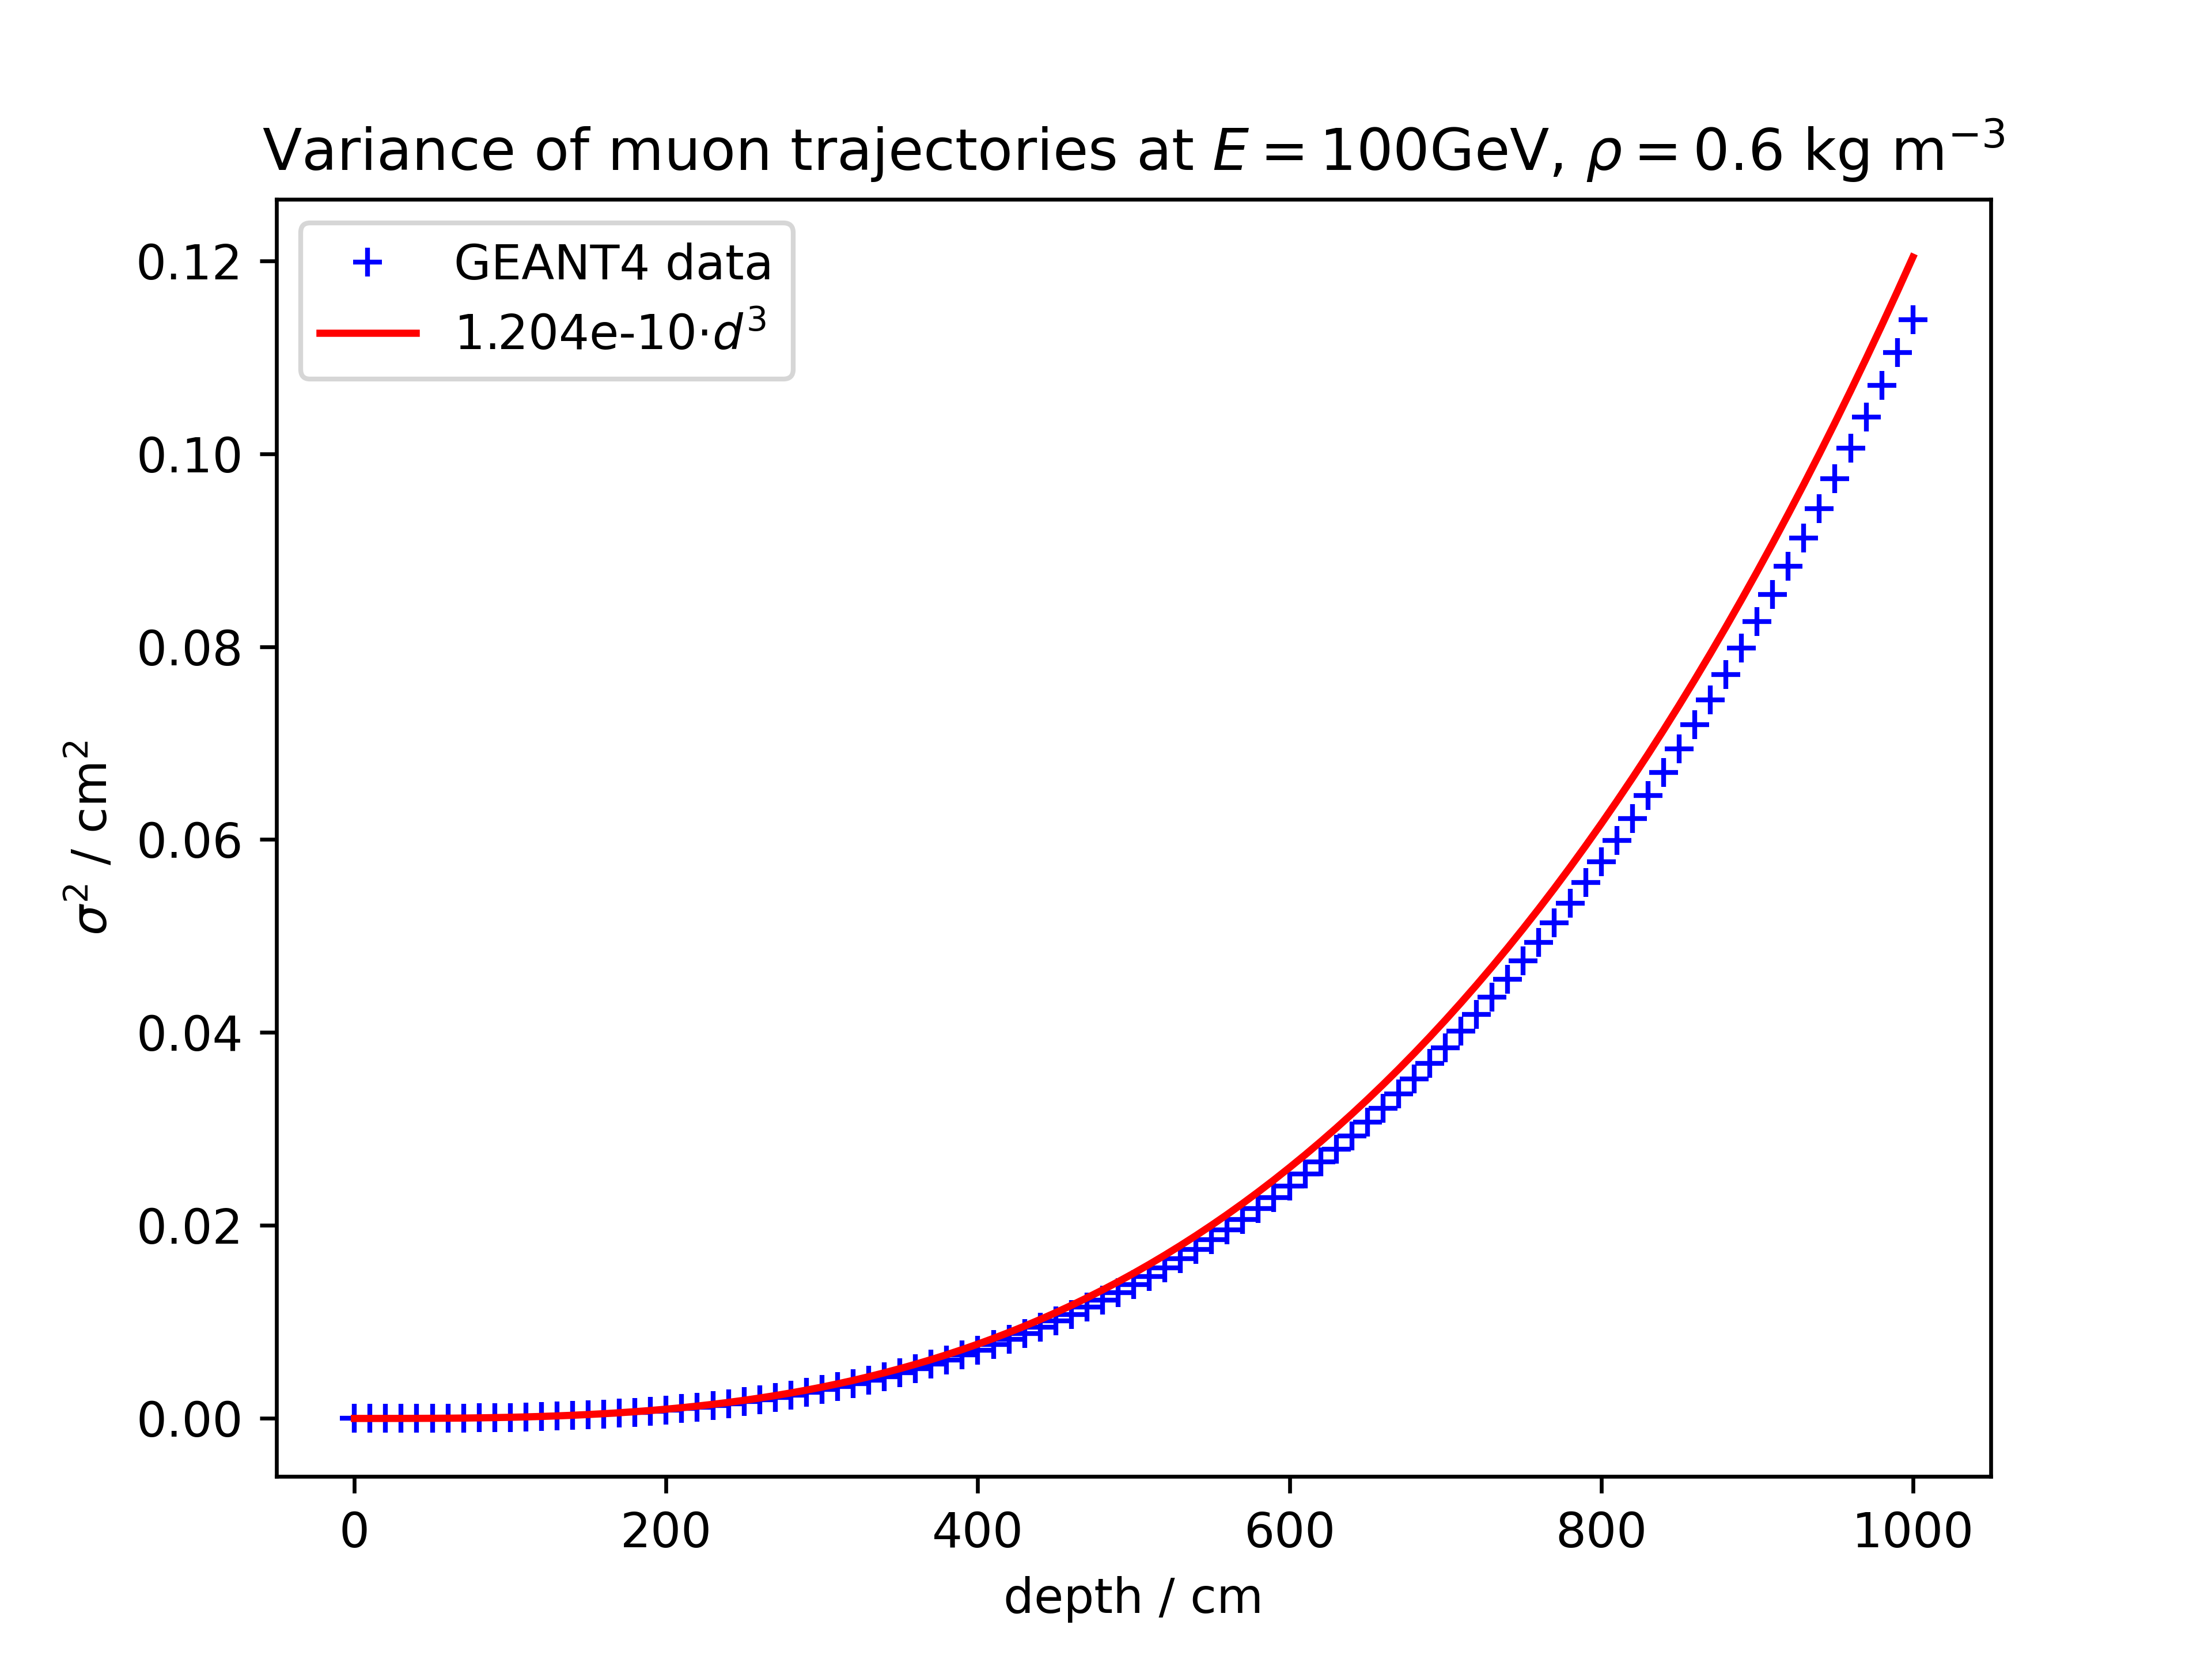 Variance of muon trajectories at E = 100GeV, ρ = 0.6 kg m⁻³
GEANT4 data
1.204e-10·d³
0.12
0.10
0.08
0.06
0.04
0.02
0.00
σ² / cm²
0 200 400 600 800 1000
depth / cm